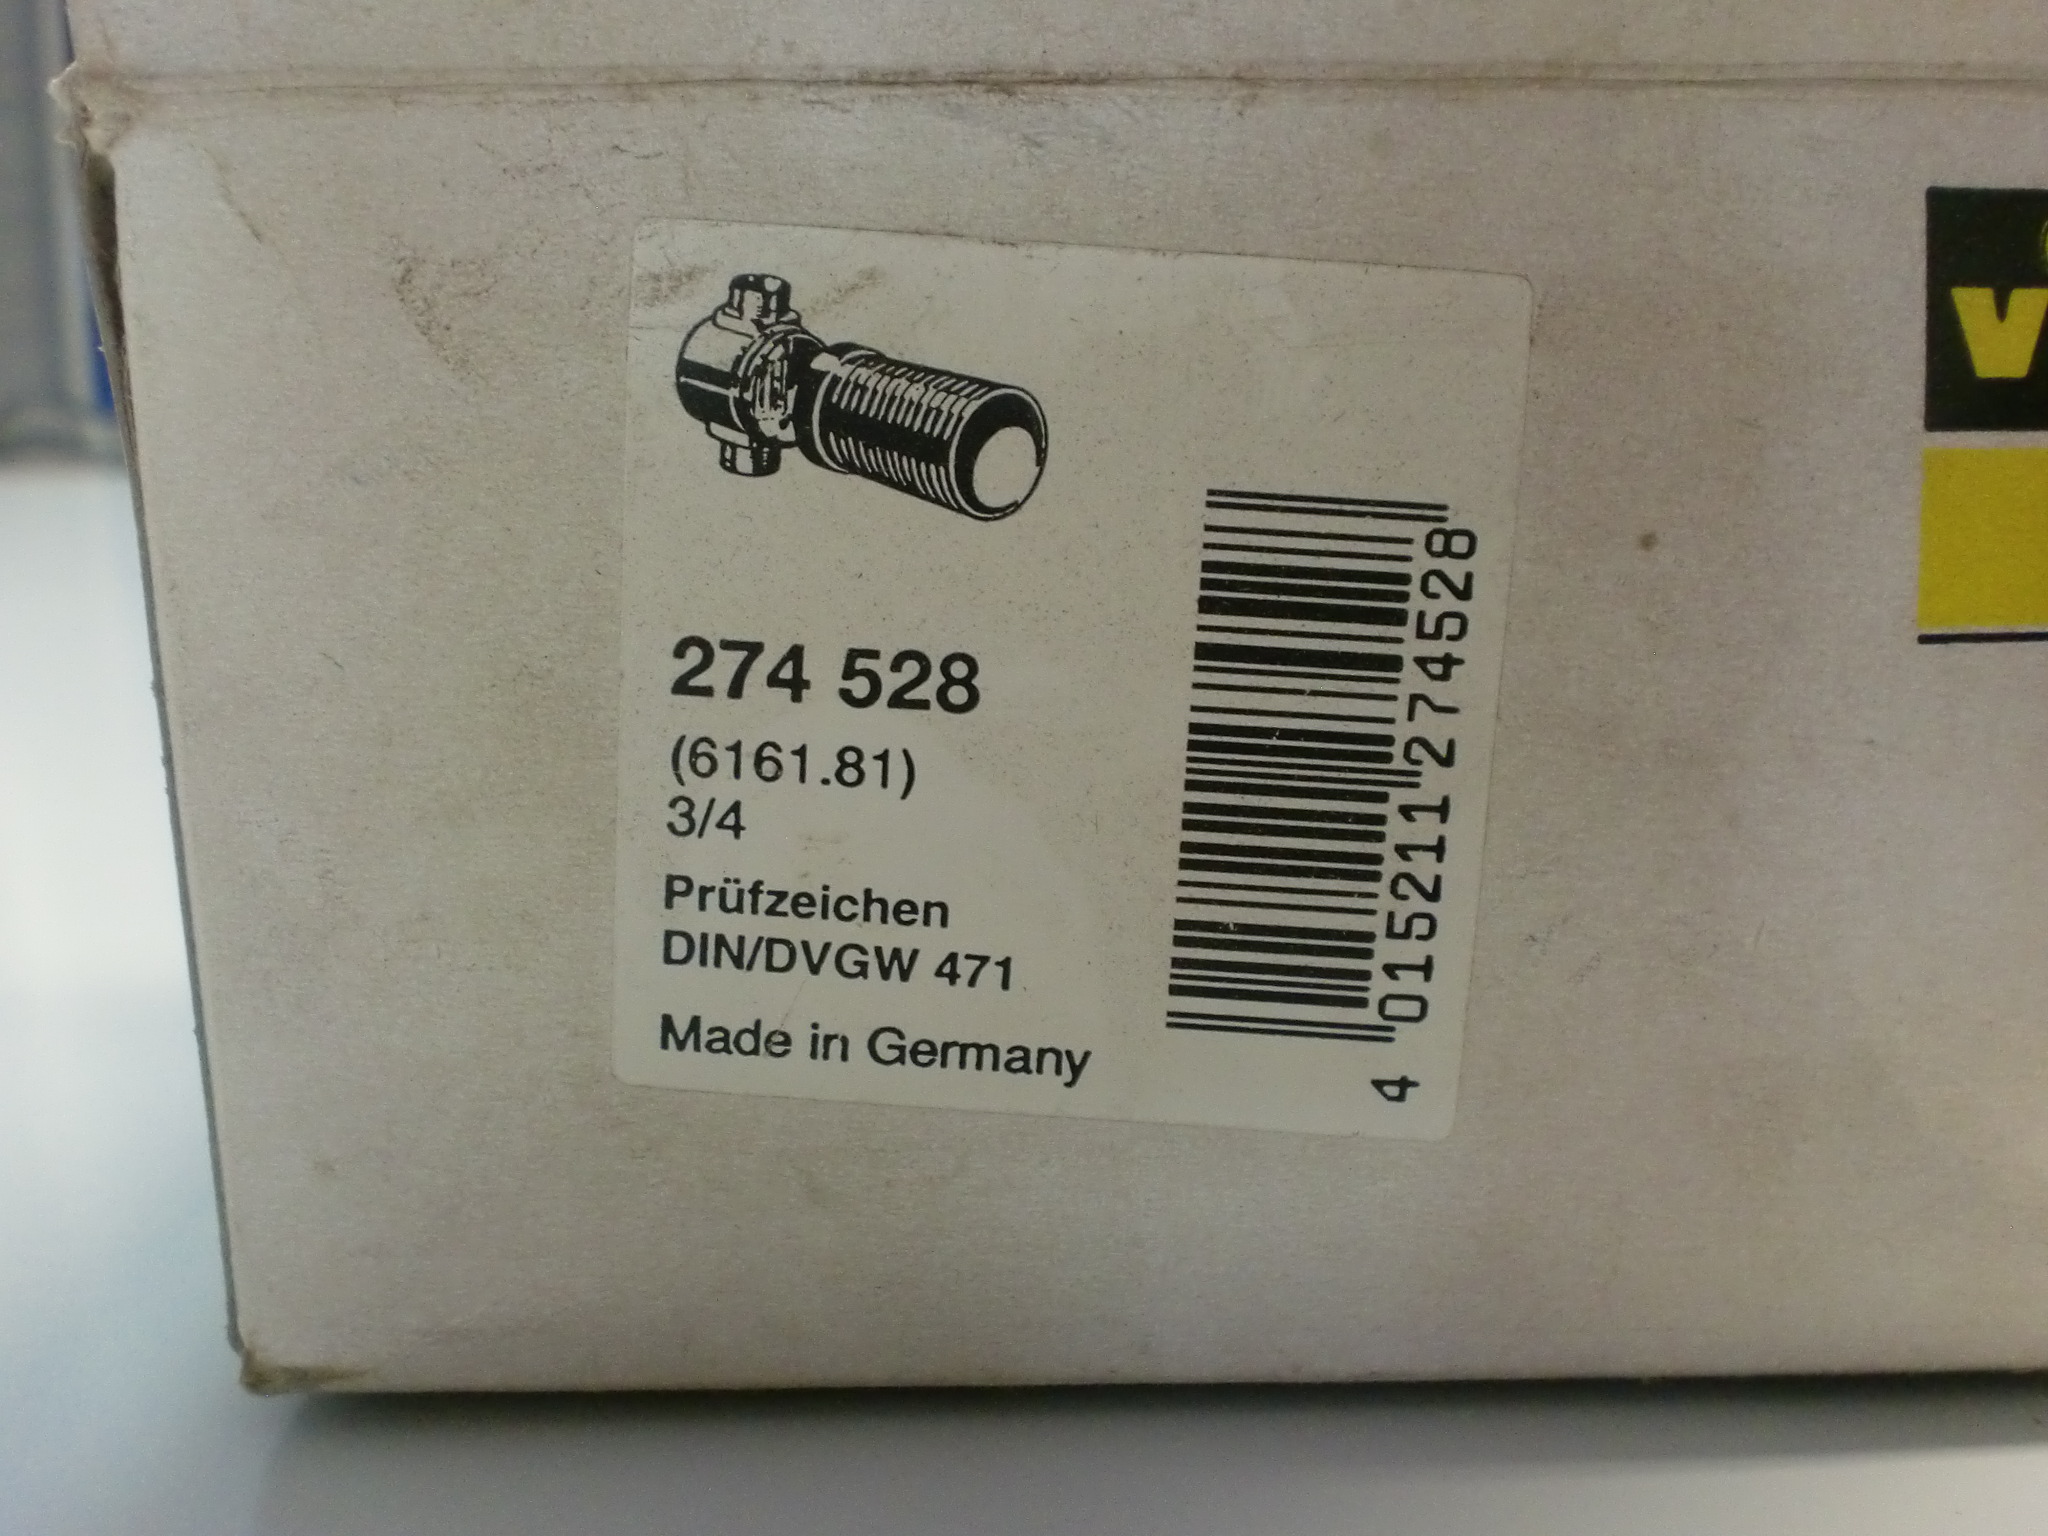 274 528
(6161.81)
3/4
Prüfzeichen
DIN/DVGW 471
Made in Germany
4 015211 274528
v